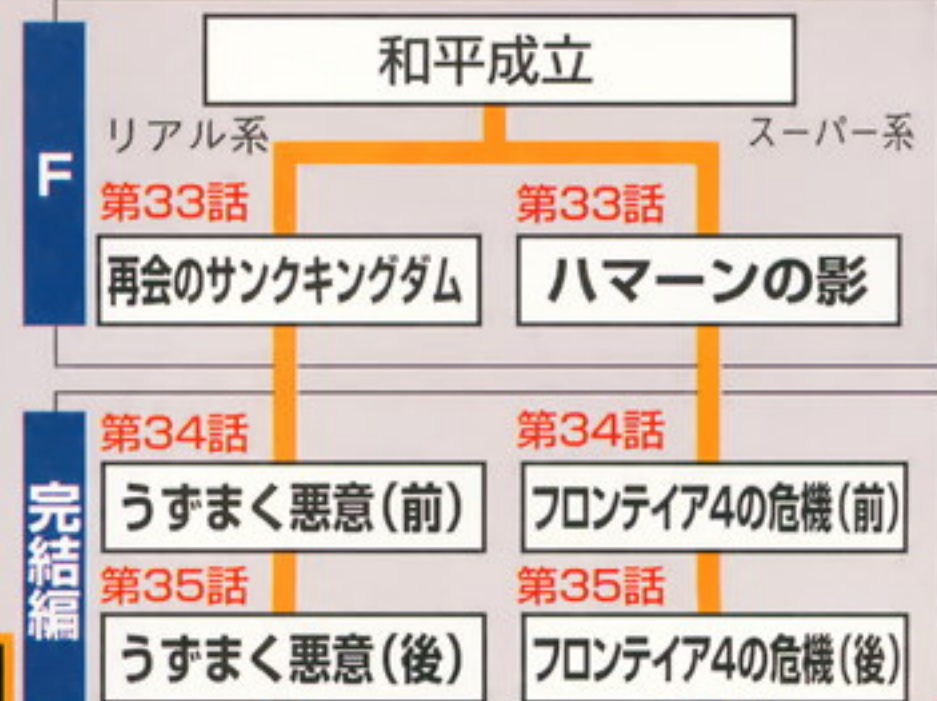 F
和平成立
リアル系
スーパー系
第33話
再会のサンクキングダム
第33話
ハマーンの影
完結編
第34話
うずまく悪意(前)
第34話
フロンテイア4の危機(前)
第35話
うずまく悪意(後)
第35話
フロンテイア4の危機(後)